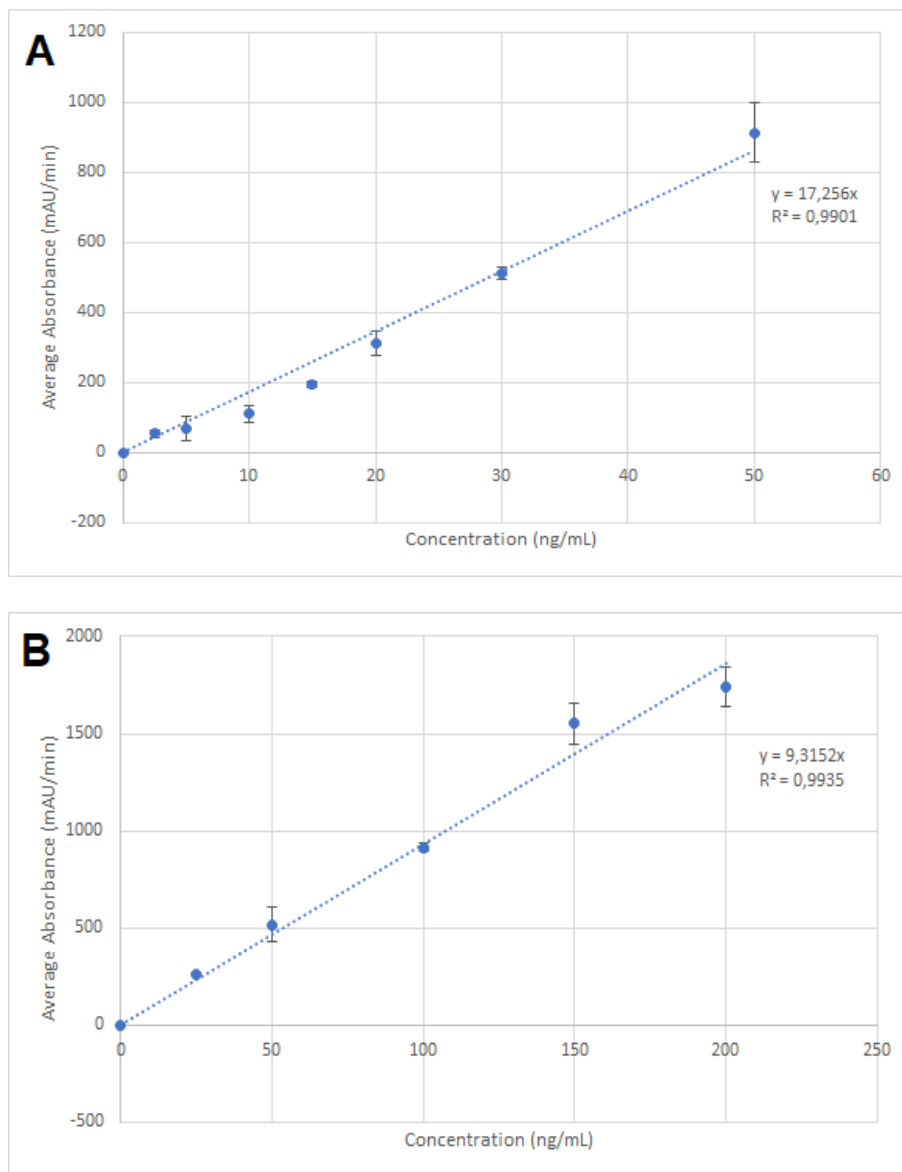 A
1200
1000
800
600
400
200
0
-200
0 10 20 30 40 50 60
Average Absorbance (mAU/min)
y = 17,256x
R² = 0,9901
Concentration (ng/mL)
B
2000
1500
1000
500
0
-500
0 50 100 150 200 250
Average Absorbance (mAU/min)
y = 9,3152x
R² = 0,9935
Concentration (ng/mL)